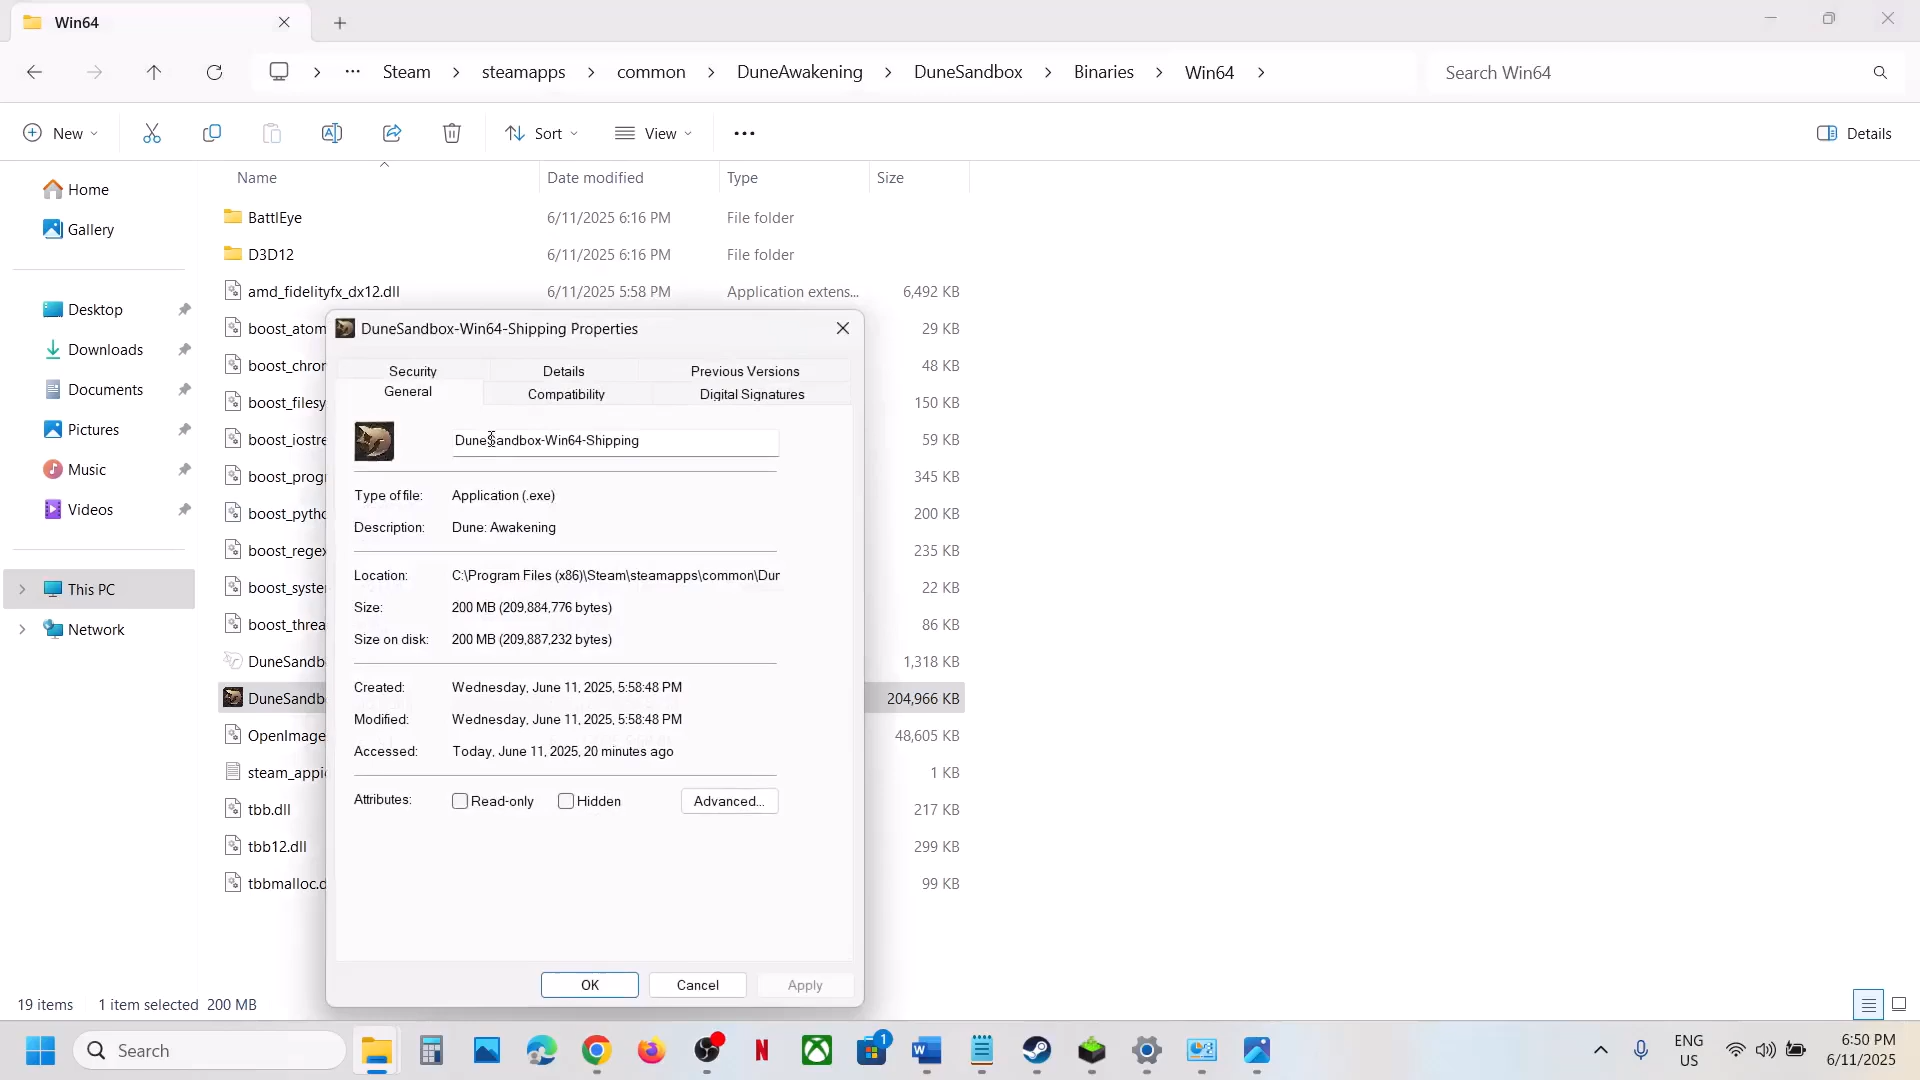 Win64
Steam > steamapps > common > DuneAwakening > DuneSandbox > Binaries > Win64 >
Search Win64
New
Sort
View
Details
Name Date modified Type Size
Home
Gallery
Desktop
Downloads
Documents
Pictures
Music
Videos
This PC
Network
BattlEye 6/11/2025 6:16 PM File folder
D3D12 6/11/2025 6:16 PM File folder
amd_fidelityfx_dx12.dll 6/11/2025 5:58 PM Application extens... 6,492 KB
boost_atom 29 KB
boost_chror 48 KB
boost_filesy 150 KB
boost_iostre 59 KB
boost_progr 345 KB
boost_pytho 200 KB
boost_regex 235 KB
boost_syste 22 KB
boost_threa 86 KB
DuneSandb 1,318 KB
DuneSandb 204,966 KB
OpenImage 48,605 KB
steam_appi 1 KB
tbb.dll 217 KB
tbb12.dll 299 KB
tbbmalloc.d 99 KB
DuneSandbox-Win64-Shipping Properties
Security Details Previous Versions
General Compatibility Digital Signatures
DuneSandbox-Win64-Shipping
Type of file: Application (.exe)
Description: Dune: Awakening
Location: C:\Program Files (x86)\Steam\steamapps\common\Dur
Size: 200 MB (209,884,776 bytes)
Size on disk: 200 MB (209,887,232 bytes)
Created: Wednesday, June 11, 2025, 5:58:48 PM
Modified: Wednesday, June 11, 2025, 5:58:48 PM
Accessed: Today, June 11, 2025, 20 minutes ago
Attributes: Read-only Hidden Advanced...
OK Cancel Apply
19 items 1 item selected 200 MB
Search
1
ENG
US
6:50 PM
6/11/2025